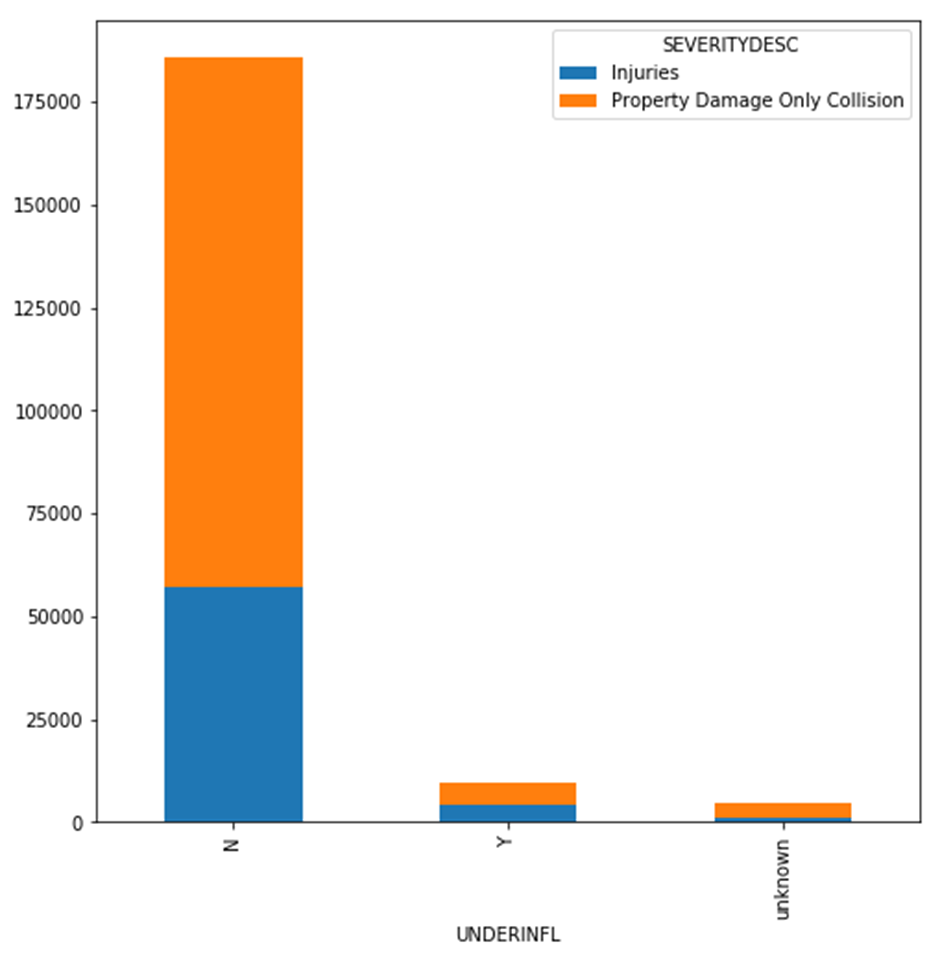 SEVERITYDESC
Injuries
Property Damage Only Collision
175000
150000
125000
100000
75000
50000
25000
0
N
Y
unknown
UNDERINFL